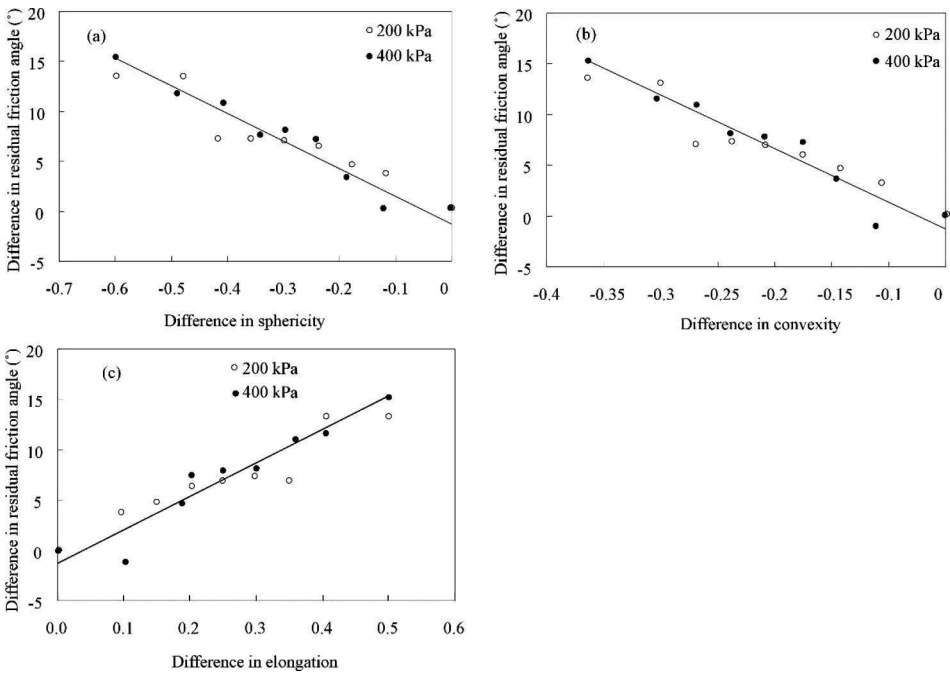 (a)
200 kPa
400 kPa
Difference in residual friction angle (°)
20
15
10
5
0
-5
-0.7 -0.6 -0.5 -0.4 -0.3 -0.2 -0.1 0
Difference in sphericity
(b)
200 kPa
400 kPa
Difference in residual friction angle (°)
20
15
10
5
0
-5
-0.4 -0.35 -0.3 -0.25 -0.2 -0.15 -0.1 -0.05 0
Difference in convexity
(c)
200 kPa
400 kPa
Difference in residual friction angle (°)
20
15
10
5
0
-5
0.0 0.1 0.2 0.3 0.4 0.5 0.6
Difference in elongation